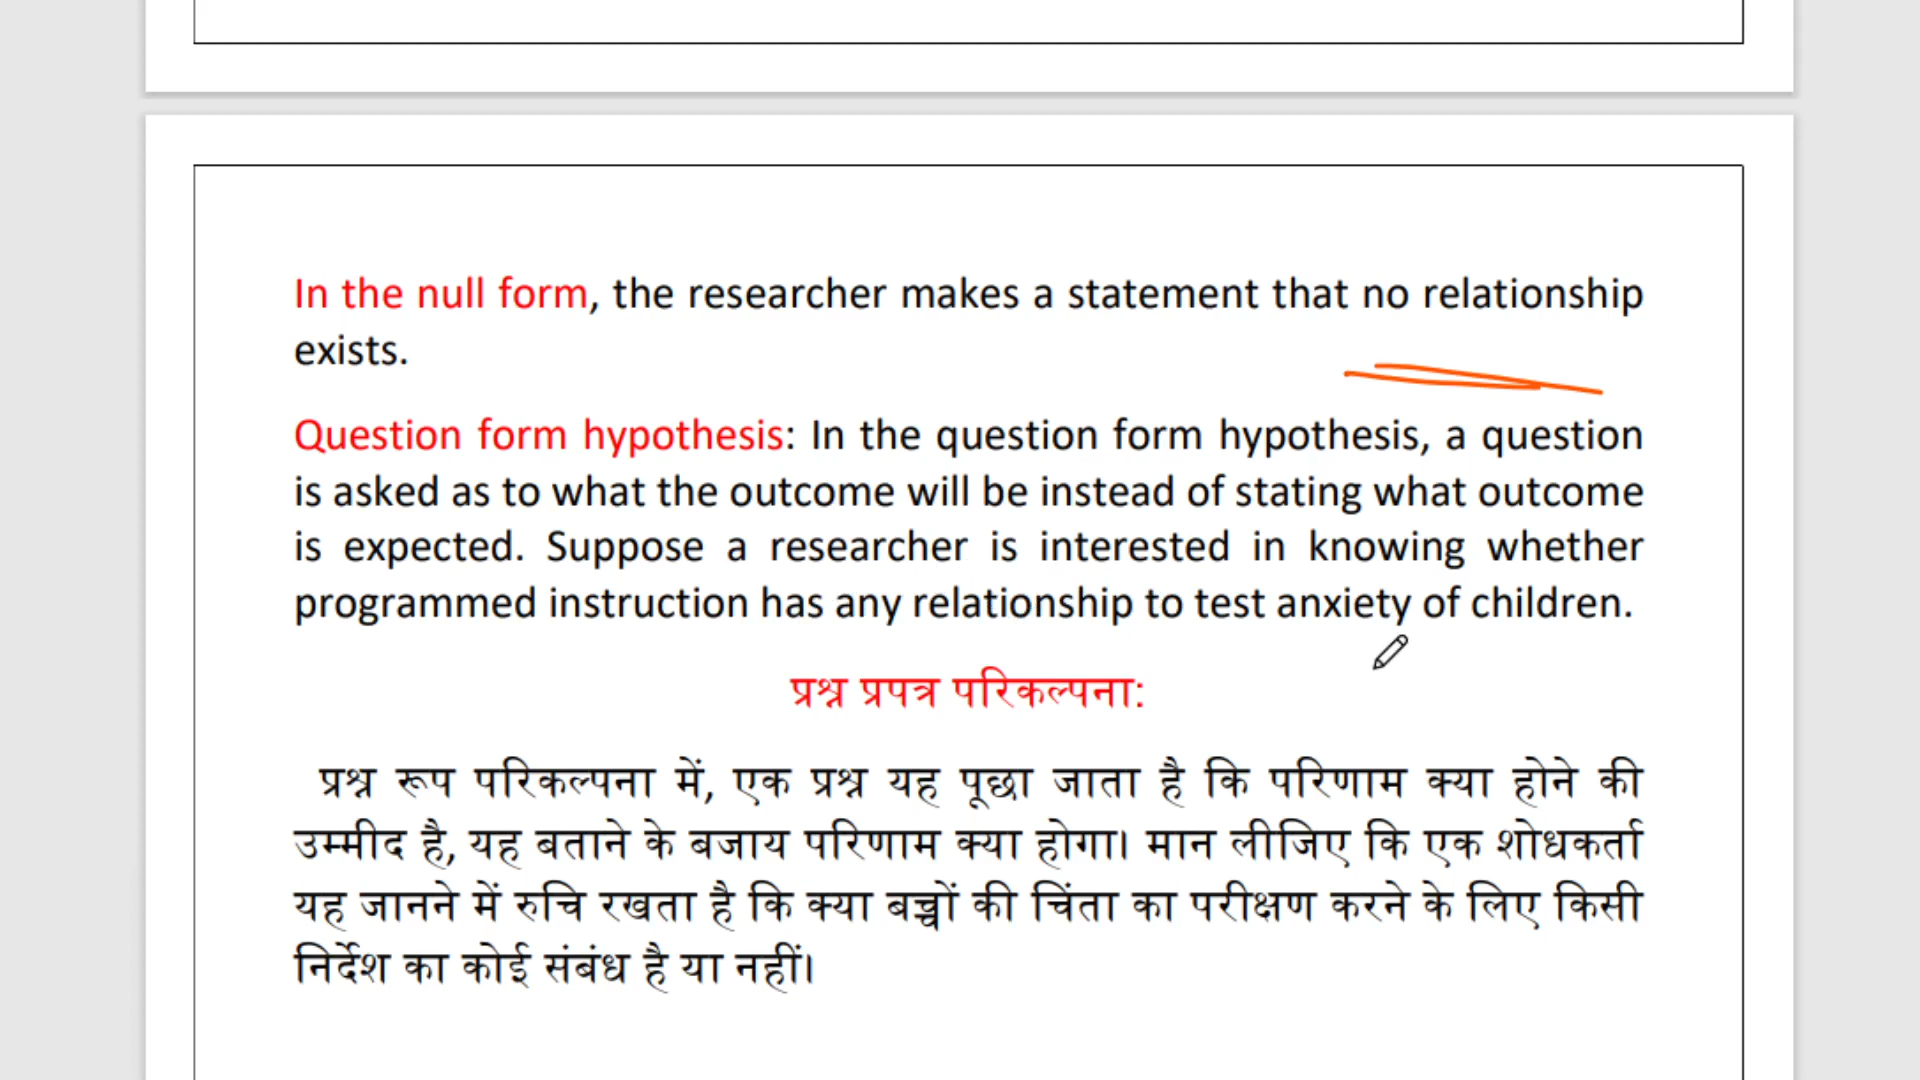 In the null form, the researcher makes a statement that no relationship
exists.
Question form hypothesis: In the question form hypothesis, a question
is asked as to what the outcome will be instead of stating what outcome
is expected. Suppose a researcher is interested in knowing whether
programmed instruction has any relationship to test anxiety of children.
प्रश्न प्रपत्र परिकल्पना:
प्रश्न रूप परिकल्पना में, एक प्रश्न यह पूछा जाता है कि परिणाम क्या होने की
उम्मीद है, यह बताने के बजाय परिणाम क्या होगा। मान लीजिए कि एक शोधकर्ता
यह जानने में रुचि रखता है कि क्या बच्चों की चिंता का परीक्षण करने के लिए किसी
निर्देश का कोई संबंध है या नहीं।